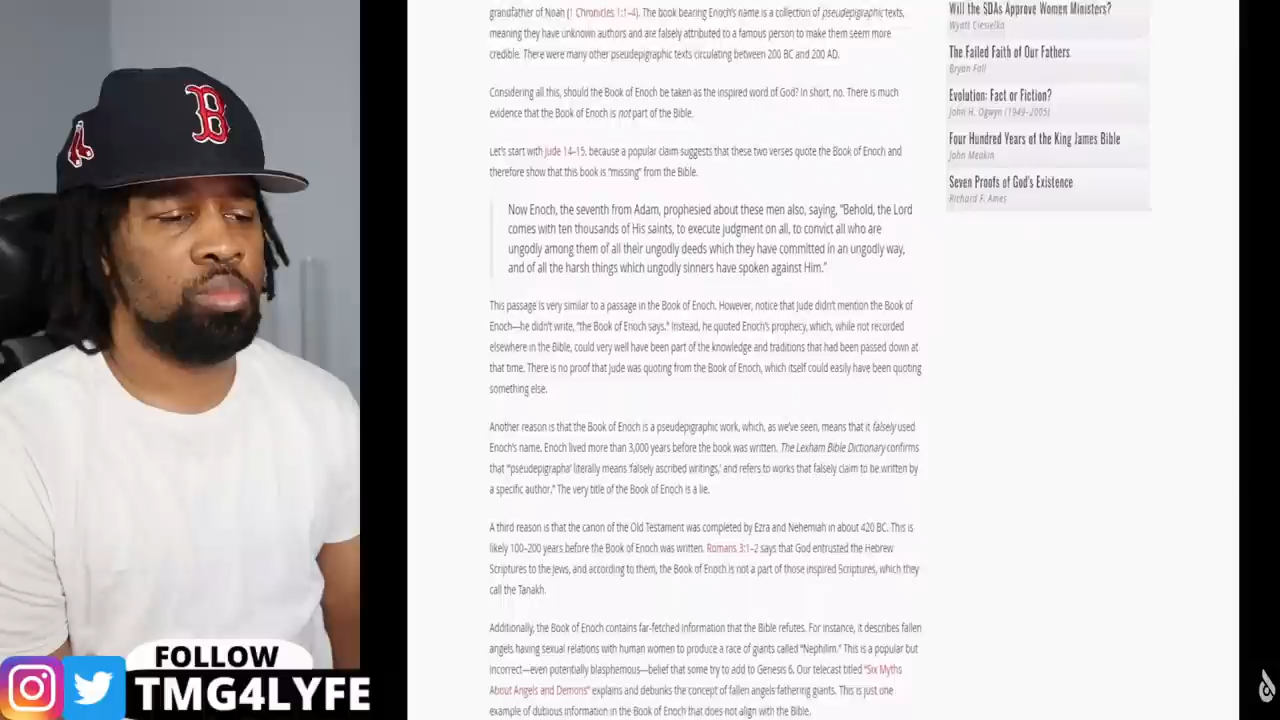 grandfather of Noah (1 Chronicles 1:1–4). The book bearing Enoch's name is a collection of pseudepigraphic texts,
meaning they have unknown authors and are falsely attributed to a famous person to make them seem more
credible. There were many other pseudepigraphic texts circulating between 200 BC and 200 AD.
Considering all this, should the Book of Enoch be taken as the inspired word of God? In short, no. There is much
evidence that the Book of Enoch is not part of the Bible.
Let's start with Jude 14–15, because a popular claim suggests that these two verses quote the Book of Enoch and
therefore show that this book is "missing" from the Bible.
Now Enoch, the seventh from Adam, prophesied about these men also, saying, "Behold, the Lord
comes with ten thousands of His saints, to execute judgment on all, to convict all who are
ungodly among them of all their ungodly deeds which they have committed in an ungodly way,
and of all the harsh things which ungodly sinners have spoken against Him."
This passage is very similar to a passage in the Book of Enoch. However, notice that Jude didn't mention the Book of
Enoch—he didn't write, "the Book of Enoch says." Instead, he quoted Enoch's prophecy, which, while not recorded
elsewhere in the Bible, could very well have been part of the knowledge and traditions that had been passed down at
that time. There is no proof that Jude was quoting from the Book of Enoch, which itself could easily have been quoting
something else.
Another reason is that the Book of Enoch is a pseudepigraphic work, which, as we've seen, means that it falsely used
Enoch's name. Enoch lived more than 3,000 years before the book was written. The Lexham Bible Dictionary confirms
that "'pseudepigrapha' literally means 'falsely ascribed writings,' and refers to works that falsely claim to be written by
a specific author." The very title of the Book of Enoch is a lie.
A third reason is that the canon of the Old Testament was completed by Ezra and Nehemiah in about 420 BC. This is
likely 100–200 years before the Book of Enoch was written. Romans 3:1–2 says that God entrusted the Hebrew
Scriptures to the Jews, and according to them, the Book of Enoch is not a part of those inspired Scriptures, which they
call the Tanakh.
Additionally, the Book of Enoch contains far-fetched information that the Bible refutes. For instance, it describes fallen
angels having sexual relations with human women to produce a race of giants called "Nephilim." This is a popular but
incorrect—even potentially blasphemous—belief that some try to add to Genesis 6. Our telecast titled "Six Myths
About Angels and Demons" explains and debunks the concept of fallen angels fathering giants. This is just one
example of dubious information in the Book of Enoch that does not align with the Bible.
Will the SDAs Approve Women Ministers?
Wyatt Ciesielka
The Failed Faith of Our Fathers
Bryan Fall
Evolution: Fact or Fiction?
John H. Ogwyn (1949–2005)
Four Hundred Years of the King James Bible
John Meakin
Seven Proofs of God's Existence
Richard F. Ames
B
FOLLOW
TMG4LYFE